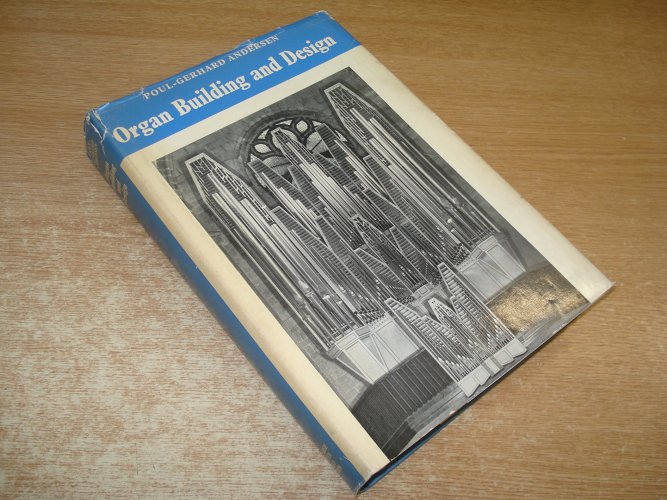 POUL-GERHARD ANDERSEN
Organ Building and Design